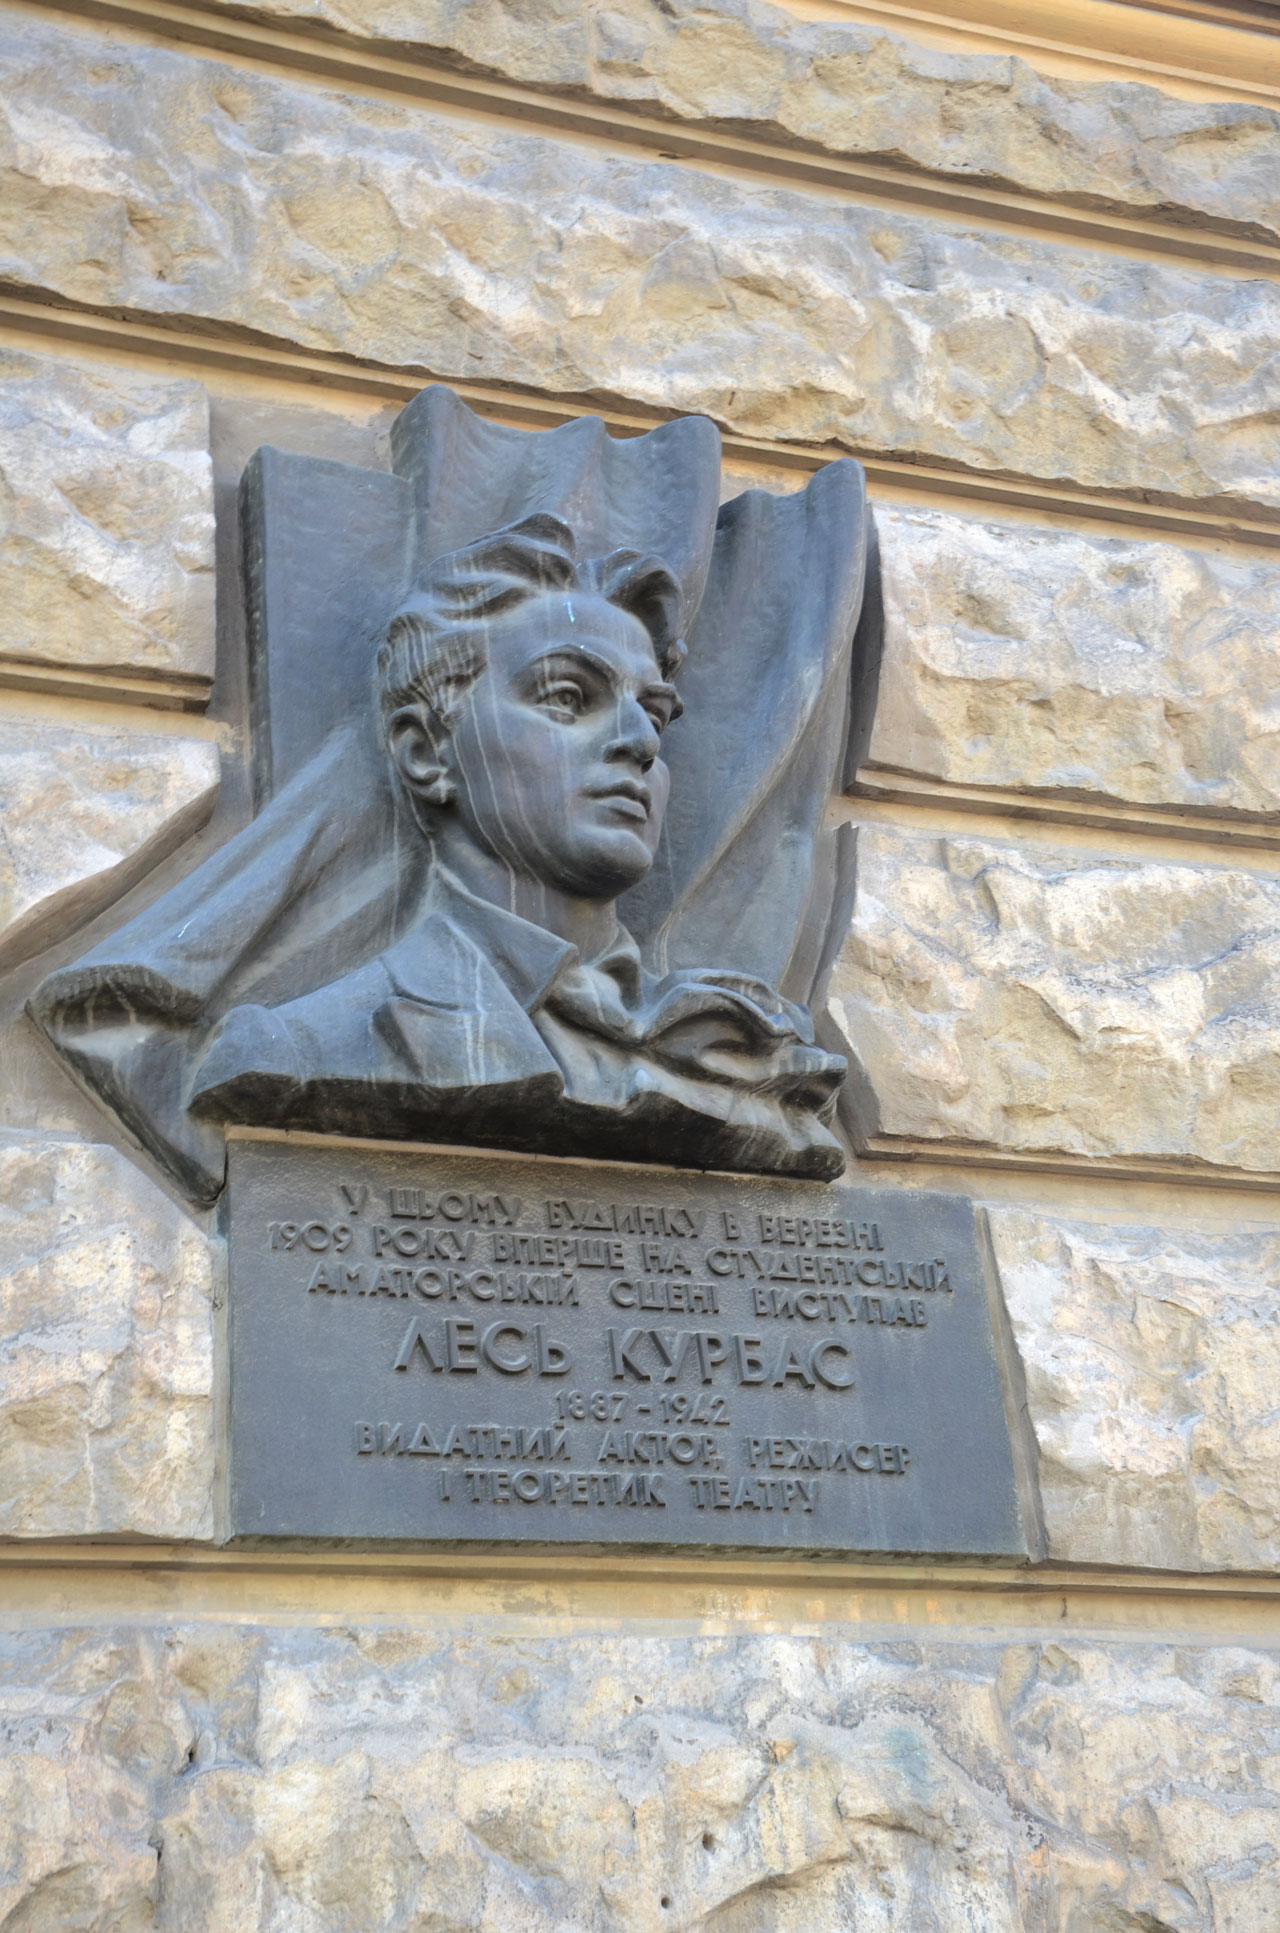 У ЦЬОМУ БУДИНКУ В БЕРЕЗНІ
1909 РОКУ ВПЕРШЕ НА СТУДЕНТСЬКІЙ
АМАТОРСЬКІЙ СЦЕНІ ВИСТУПАВ
ЛЕСЬ КУРБАС
1887-1942
ВИДАТНИЙ АКТОР, РЕЖИСЕР
І ТЕОРЕТИК ТЕАТРУ